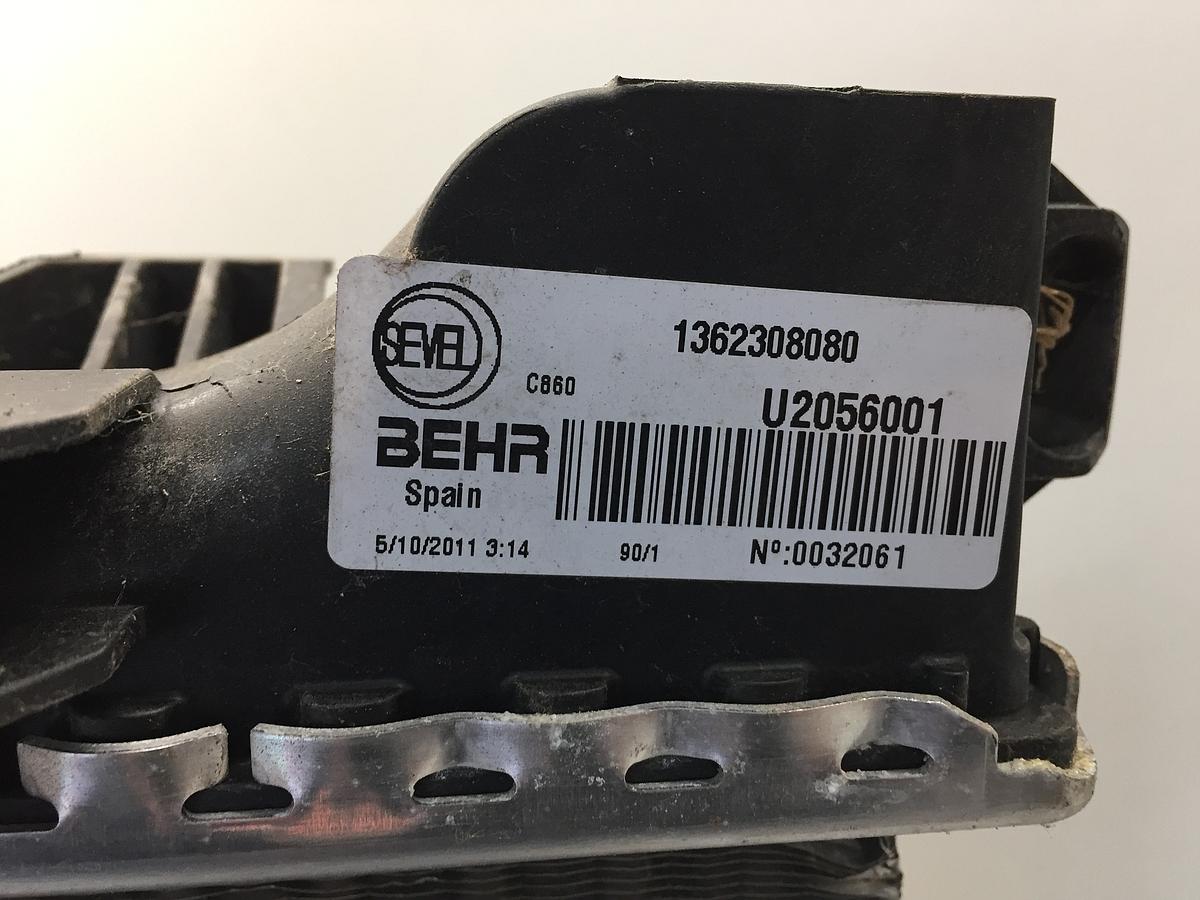 SEVEL
1362308080
C860
U2056001
BEHR
Spain
5/10/2011 3:14
90/1
Nº:0032061